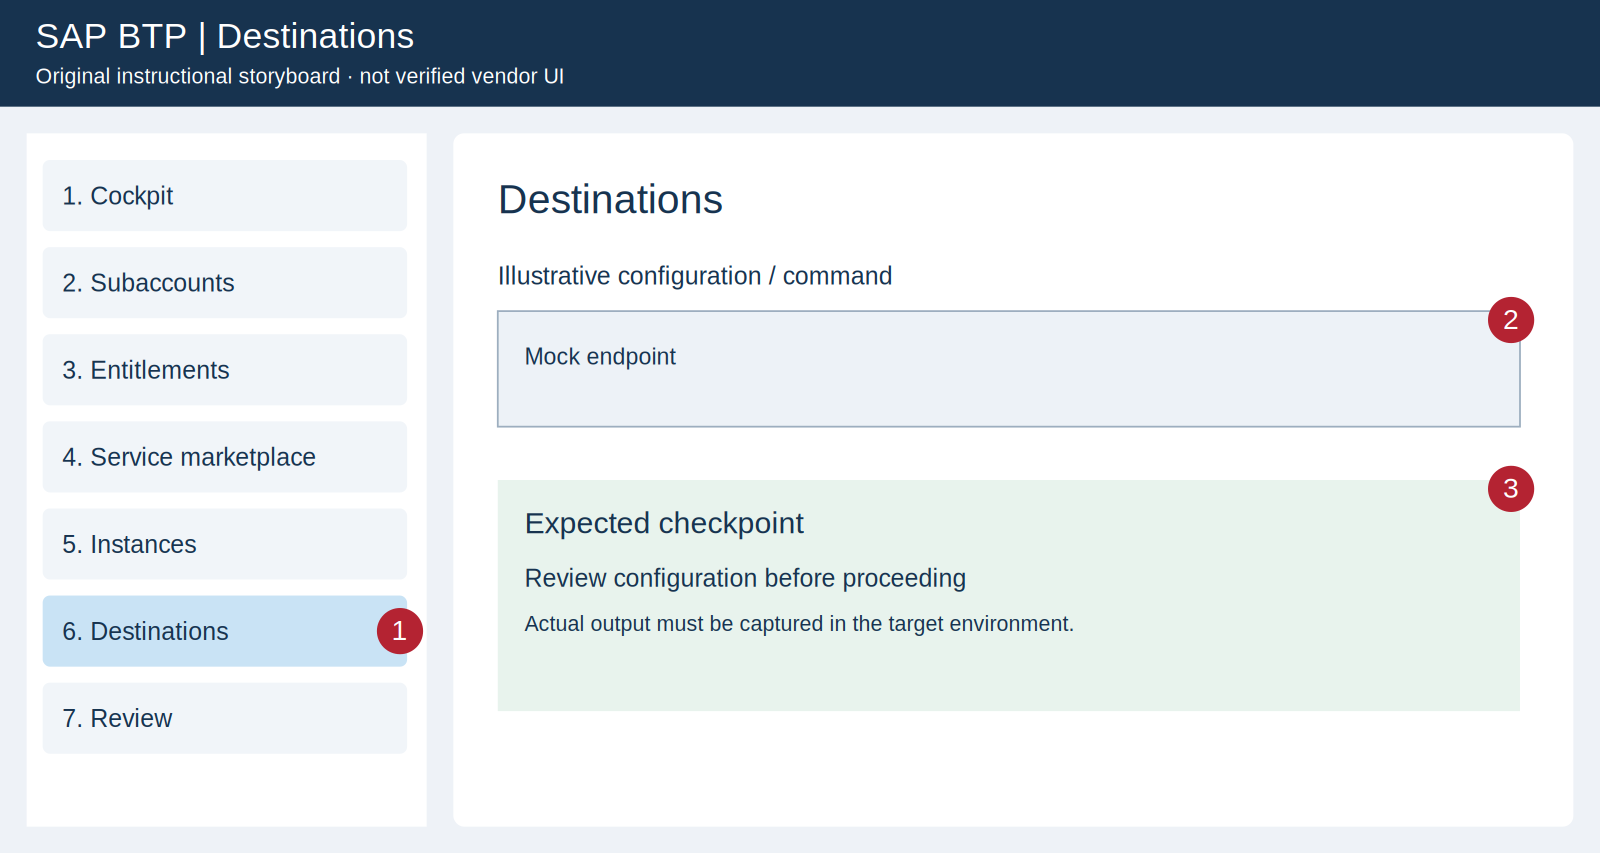 SAP BTP | Destinations
Original instructional storyboard · not verified vendor UI
1. Cockpit
2. Subaccounts
3. Entitlements
4. Service marketplace
5. Instances
6. Destinations
1
7. Review
Destinations
Illustrative configuration / command
2
Mock endpoint
3
Expected checkpoint
Review configuration before proceeding
Actual output must be captured in the target environment.